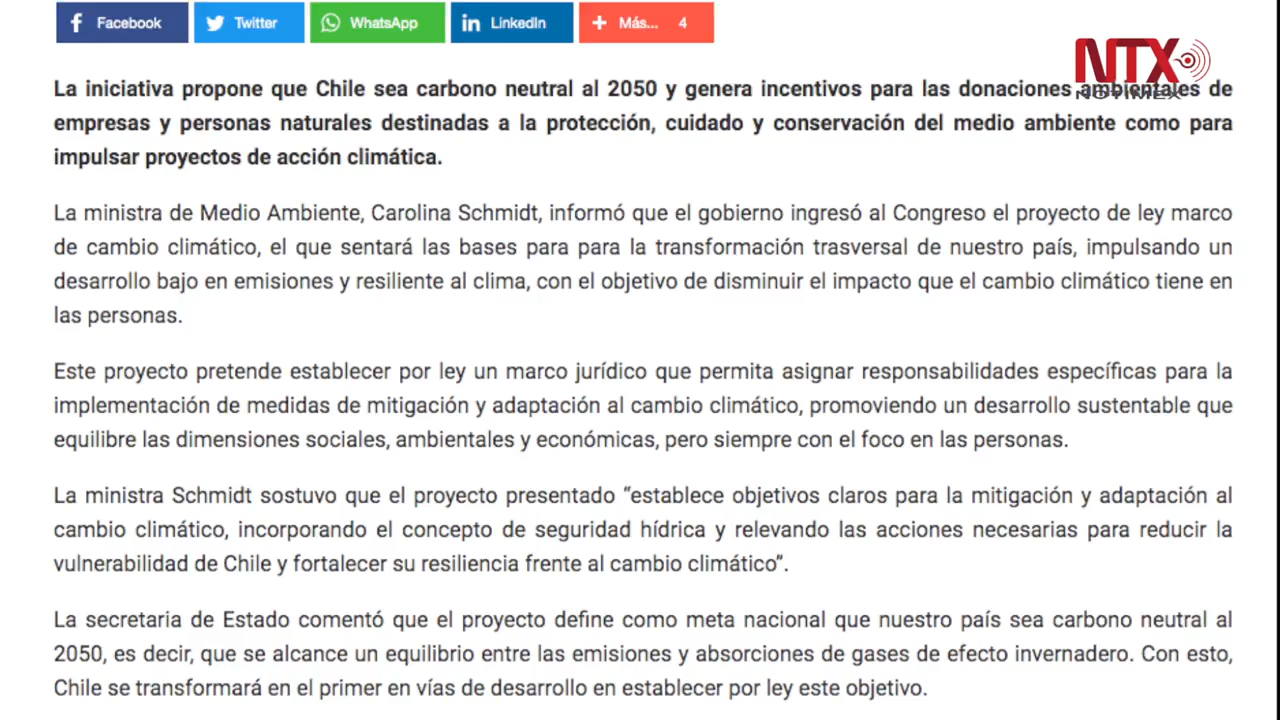 Facebook Twitter WhatsApp LinkedIn Más... 4
NTX
NOTIMEX
La iniciativa propone que Chile sea carbono neutral al 2050 y genera incentivos para las donaciones ambientales de
empresas y personas naturales destinadas a la protección, cuidado y conservación del medio ambiente como para
impulsar proyectos de acción climática.
La ministra de Medio Ambiente, Carolina Schmidt, informó que el gobierno ingresó al Congreso el proyecto de ley marco
de cambio climático, el que sentará las bases para para la transformación trasversal de nuestro país, impulsando un
desarrollo bajo en emisiones y resiliente al clima, con el objetivo de disminuir el impacto que el cambio climático tiene en
las personas.
Este proyecto pretende establecer por ley un marco jurídico que permita asignar responsabilidades específicas para la
implementación de medidas de mitigación y adaptación al cambio climático, promoviendo un desarrollo sustentable que
equilibre las dimensiones sociales, ambientales y económicas, pero siempre con el foco en las personas.
La ministra Schmidt sostuvo que el proyecto presentado “establece objetivos claros para la mitigación y adaptación al
cambio climático, incorporando el concepto de seguridad hídrica y relevando las acciones necesarias para reducir la
vulnerabilidad de Chile y fortalecer su resiliencia frente al cambio climático”.
La secretaria de Estado comentó que el proyecto define como meta nacional que nuestro país sea carbono neutral al
2050, es decir, que se alcance un equilibrio entre las emisiones y absorciones de gases de efecto invernadero. Con esto,
Chile se transformará en el primer en vías de desarrollo en establecer por ley este objetivo.